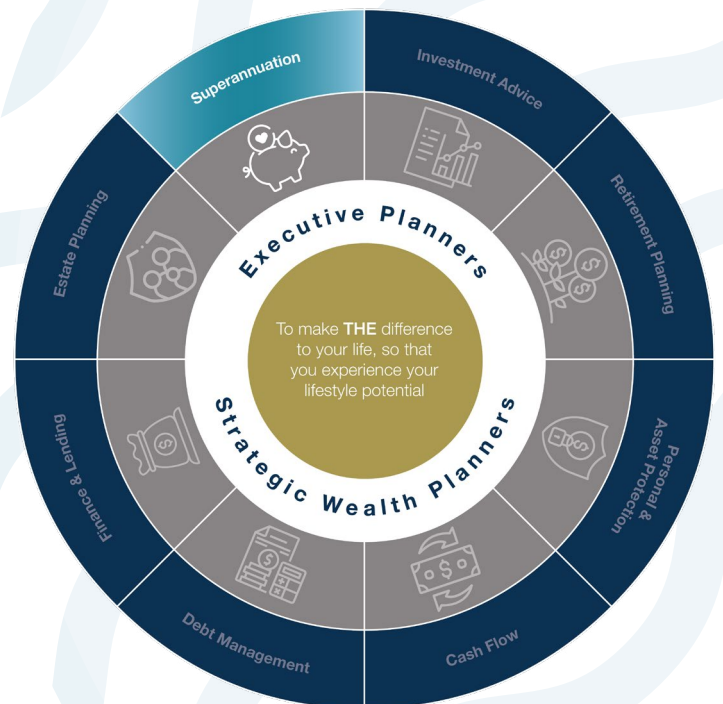 Superannuation
Investment Advice
Retirement Planning
Personal &
Asset Protection
Cash Flow
Debt Management
Finance & Lending
Estate Planning
Executive Planners
To make THE difference
to your life, so that
you experience your
lifestyle potential
Strategic Wealth Planners